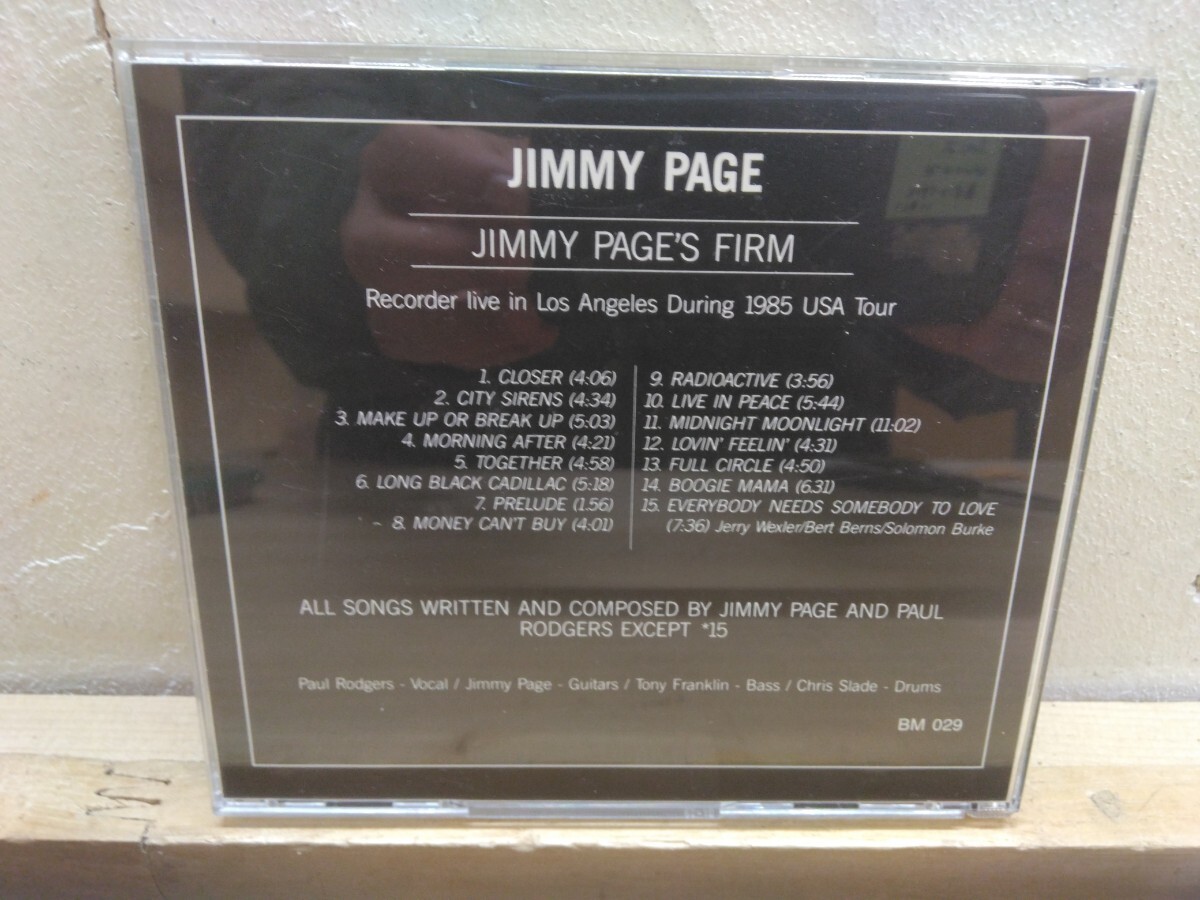 JIMMY PAGE
JIMMY PAGE'S FIRM
Recorder live in Los Angeles During 1985 USA Tour
1. CLOSER (4:06)
2. CITY SIRENS (4:34)
3. MAKE UP OR BREAK UP (5:03)
4. MORNING AFTER (4:21)
5. TOGETHER (4:58)
6. LONG BLACK CADILLAC (5:18)
7. PRELUDE (1.56)
8. MONEY CAN'T BUY (4:01)
9. RADIOACTIVE (3:56)
10. LIVE IN PEACE (5:44)
11. MIDNIGHT MOONLIGHT (11:02)
12. LOVIN' FEELIN' (4:31)
13. FULL CIRCLE (4:50)
14. BOOGIE MAMA (6.31)
15. EVERYBODY NEEDS SOMEBODY TO LOVE
(7:36) Jerry Wexler/Bert Berns/Solomon Burke
ALL SONGS WRITTEN AND COMPOSED BY JIMMY PAGE AND PAUL
RODGERS EXCEPT *15
Paul Rodgers - Vocal / Jimmy Page - Guitars / Tony Franklin - Bass / Chris Slade - Drums
BM 029